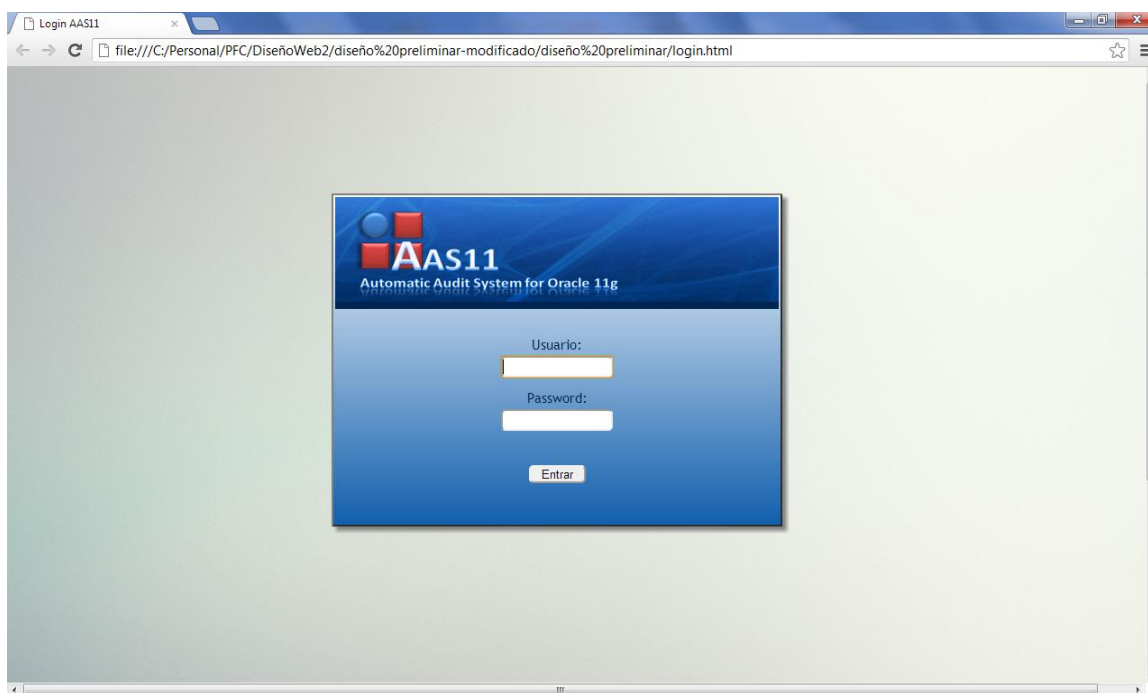 Login AAS11
file:///C:/Personal/PFC/DiseñoWeb2/diseño%20preliminar-modificado/diseño%20preliminar/login.html
AAS11
Automatic Audit System for Oracle 11g
Usuario:
Password:
Entrar